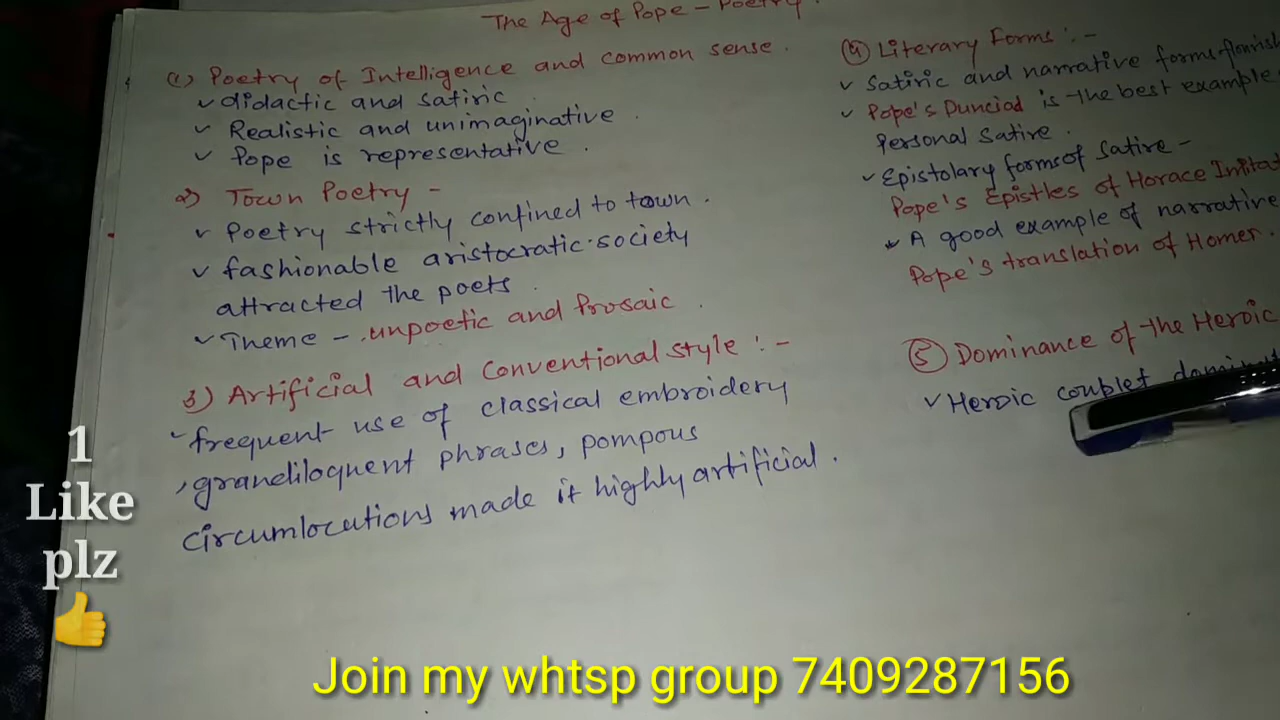 The Age of Pope - Poetry.
(1) Poetry of Intelligence and common sense.
✓ didactic and satiric
✓ Realistic and unimaginative.
✓ Pope is representative.
2) Town Poetry -
✓ Poetry strictly confined to town.
✓ fashionable aristocratic society
attracted the poets.
✓ Theme - unpoetic and Prosaic.
3) Artificial and Conventional style :-
frequent use of classical embroidery
, grandiloquent phrases, pompous
circumlocutions made it highly artificial.
(4) Literary Forms :-
✓ Satiric and narrative forms
✓ Pope's Dunciad is the best example
Personal Satire.
✓ Epistolary forms of satire -
Pope's Epistles of Horace
A good example of narrative
Pope's translation of Homer.
(5) Dominance of the Heroic
✓ Heroic couplet
1
Like
plz
👍
Join my whtsp group 7409287156